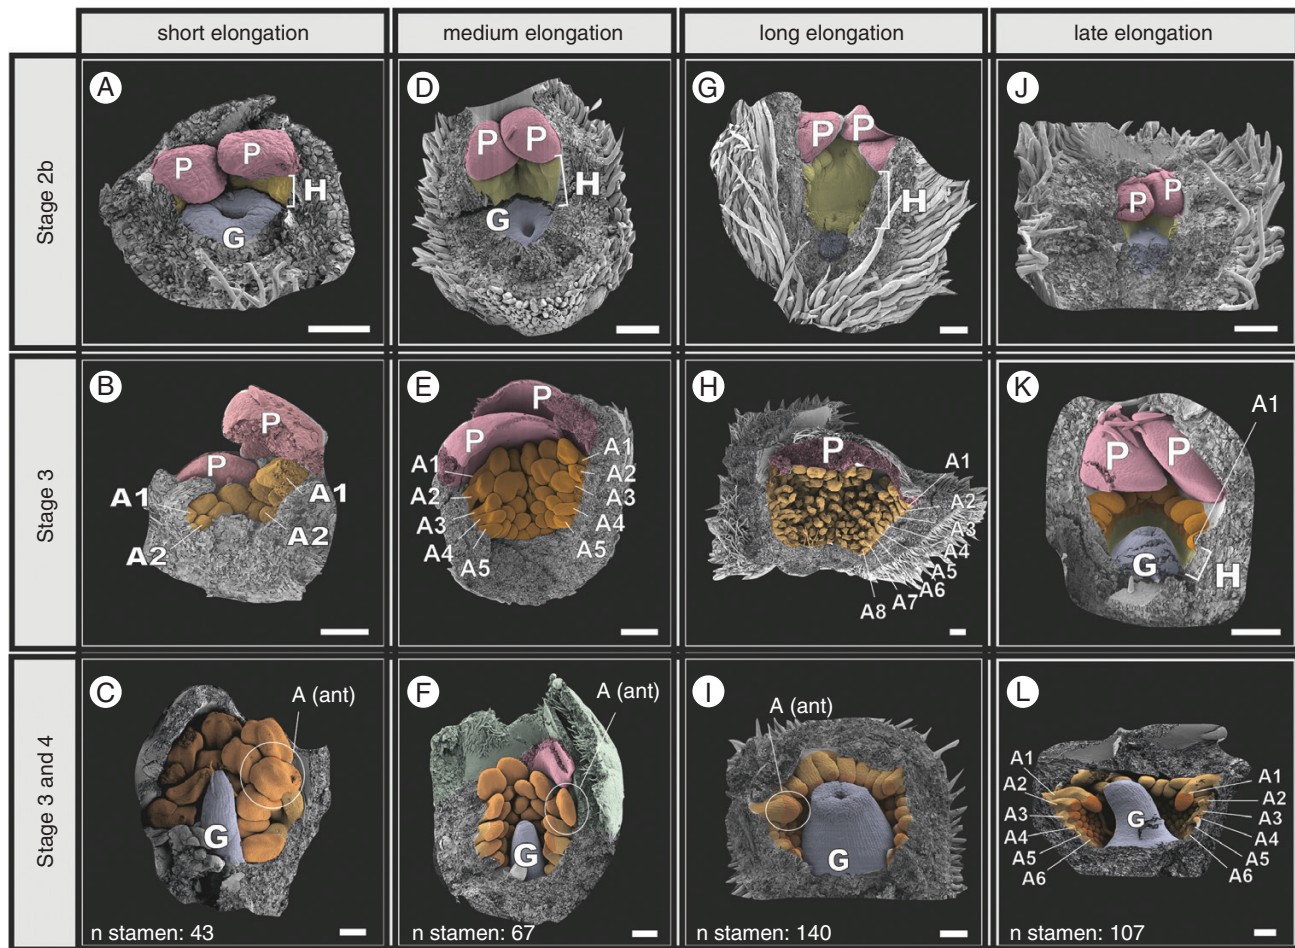 short elongation
medium elongation
long elongation
late elongation
Stage 2b
A
P
P
H
G
D
P
P
H
G
G
P
P
H
J
P
P
Stage 3
B
P
P
A1
A1
A2
A2
E
P
P
A1
A1
A2
A2
A3
A3
A4
A4
A5
A5
H
P
A1
A2
A3
A4
A5
A6
A7
A8
K
A1
P
P
G
H
Stage 3 and 4
C
A (ant)
G
n stamen: 43
F
A (ant)
G
n stamen: 67
I
A (ant)
G
n stamen: 140
L
A1
A1
A2
A2
A3
A3
A4
A4
A5
A5
A6
A6
G
n stamen: 107